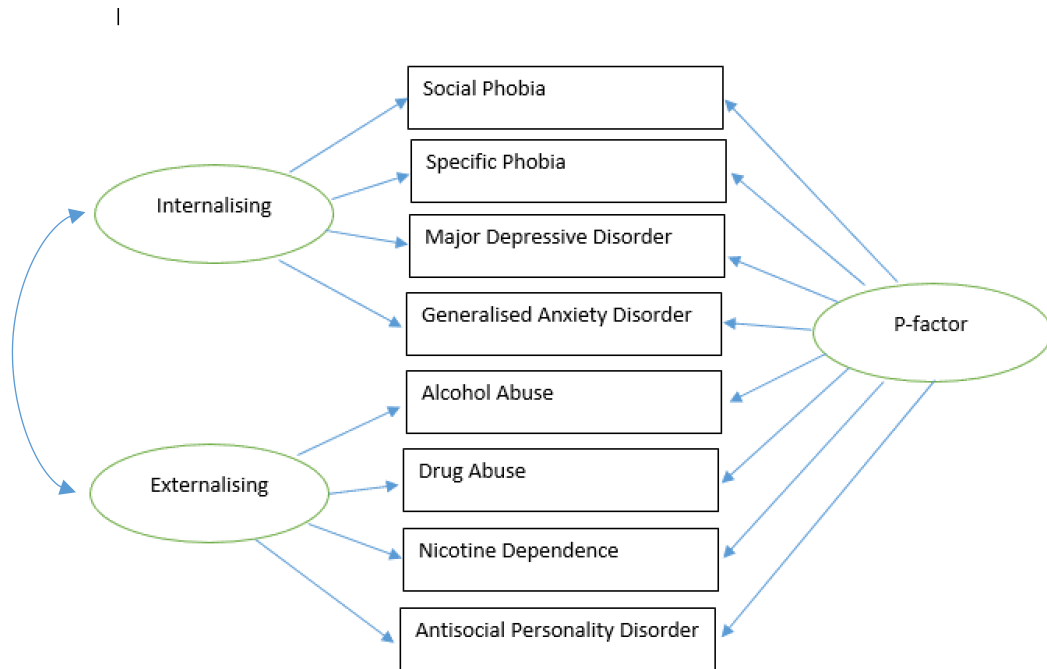 Social Phobia
Specific Phobia
Internalising
Major Depressive Disorder
Generalised Anxiety Disorder
P-factor
Alcohol Abuse
Drug Abuse
Externalising
Nicotine Dependence
Antisocial Personality Disorder